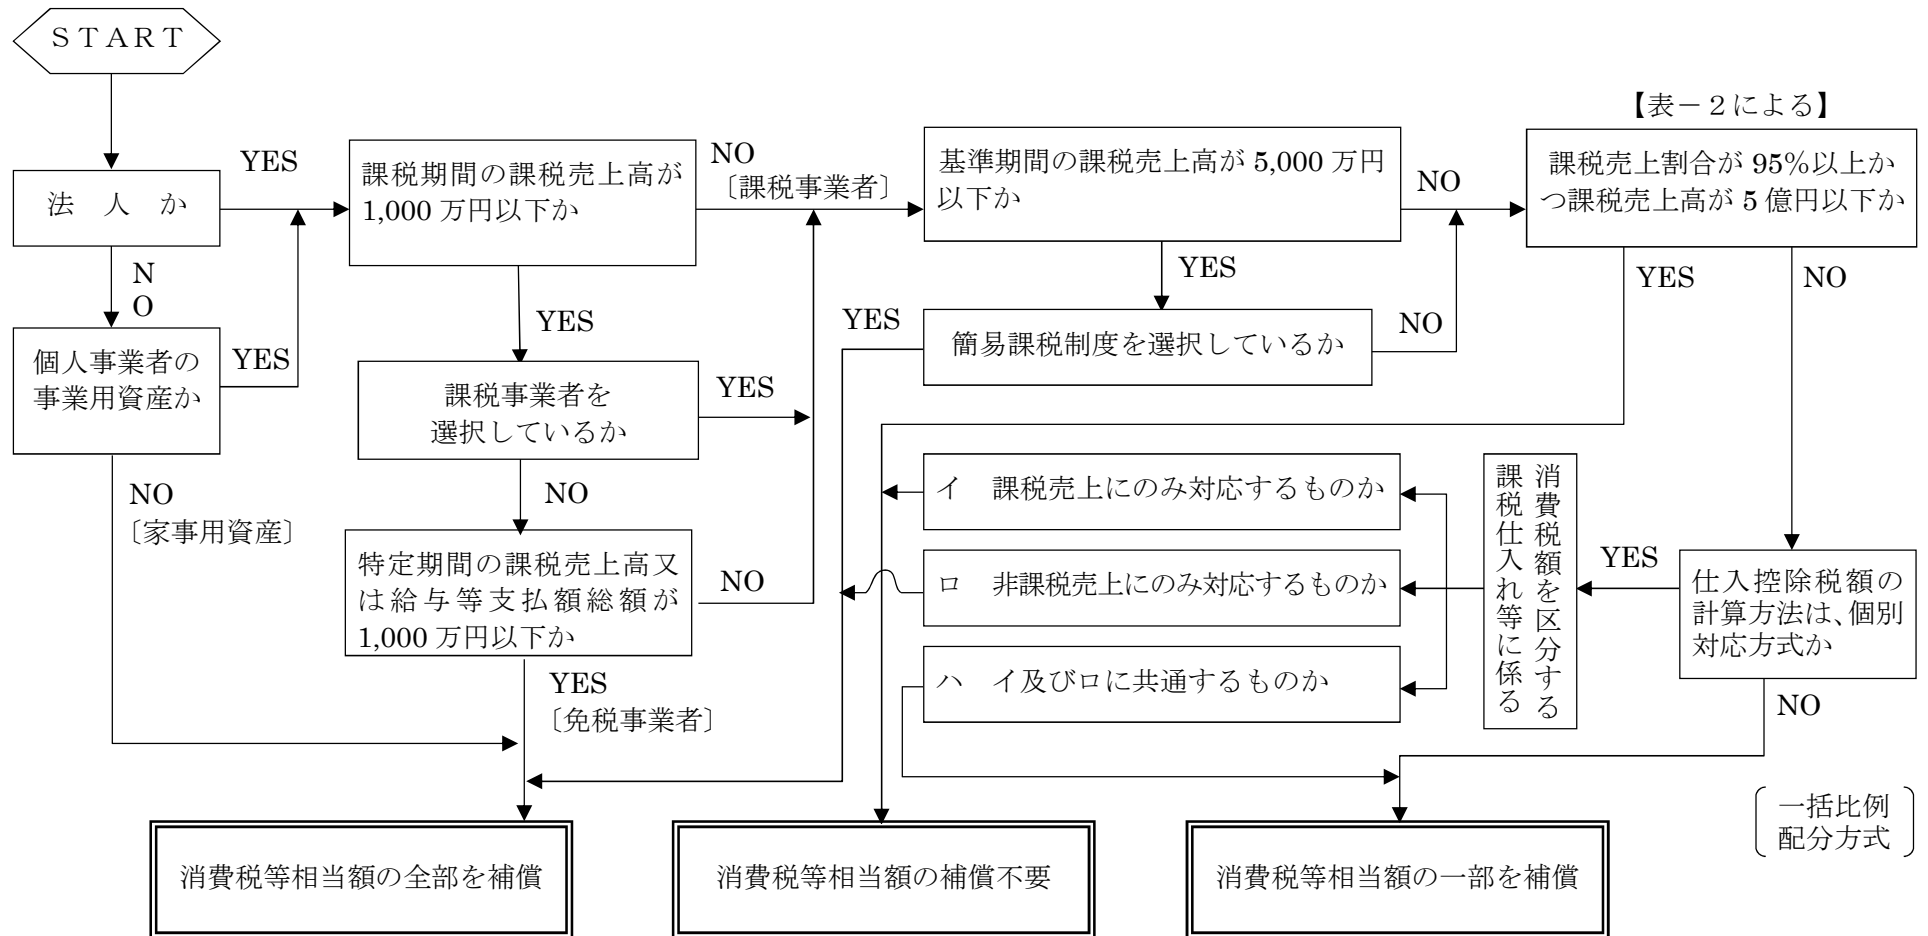 ＳＴＡＲＴ
法　人　か
YES
N
O
個人事業者の
事業用資産か
YES
NO
〔家事用資産〕
課税期間の課税売上高が
1,000 万円以下か
NO
〔課税事業者〕
YES
課税事業者を
選択しているか
YES
NO
特定期間の課税売上高又
は給与等支払額総額が
1,000 万円以下か
NO
YES
〔免税事業者〕
基準期間の課税売上高が 5,000 万円
以下か
NO
YES
簡易課税制度を選択しているか
YES
NO
【表－２による】
課税売上割合が 95％以上か
つ課税売上高が 5 億円以下か
YES
NO
仕入控除税額の
計算方法は、個別
対応方式か
YES
NO
一括比例
配分方式
課税仕入れ等に係る
消費税額を区分する
イ　課税売上にのみ対応するものか
ロ　非課税売上にのみ対応するものか
ハ　イ及びロに共通するものか
消費税等相当額の全部を補償
消費税等相当額の補償不要
消費税等相当額の一部を補償